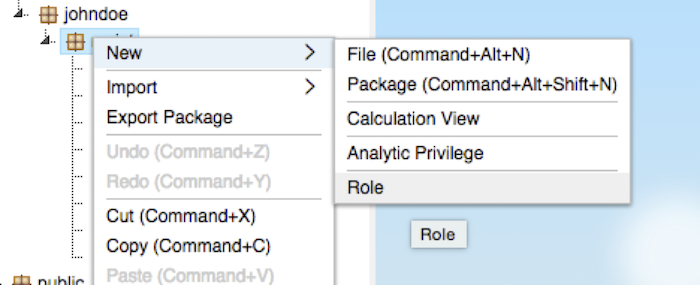 johndoe
New
Import
Export Package
Undo (Command+Z)
Redo (Command+Y)
Cut (Command+X)
Copy (Command+C)
Paste (Command+V)
File (Command+Alt+N)
Package (Command+Alt+Shift+N)
Calculation View
Analytic Privilege
Role
Role
public